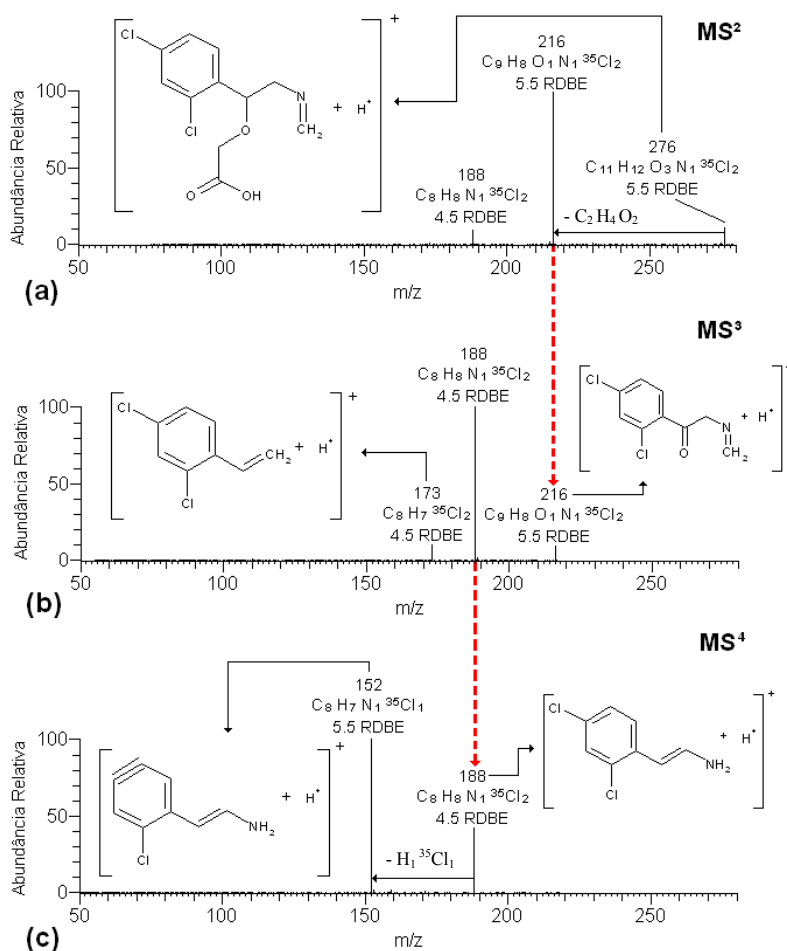 MS²
Cl
Cl
N
CH₂
O
O
OH
+ H⁺
+
216
C₉ H₈ O₁ N₁ ³⁵Cl₂
5.5 RDBE
276
C₁₁ H₁₂ O₃ N₁ ³⁵Cl₂
5.5 RDBE
188
C₈ H₈ N₁ ³⁵Cl₂
4.5 RDBE
- C₂ H₄ O₂
Abundância Relativa
100
50
0
50 100 150 200 250
m/z
(a)
MS³
188
C₈ H₈ N₁ ³⁵Cl₂
4.5 RDBE
Cl
Cl
CH₂
+ H⁺
+
Cl
Cl
O
N
CH₂
+ H⁺
+
173
C₈ H₇ ³⁵Cl₂
4.5 RDBE
216
C₉ H₈ O₁ N₁ ³⁵Cl₂
5.5 RDBE
Abundância Relativa
100
50
0
50 100 150 200 250
m/z
(b)
MS⁴
152
C₈ H₇ N₁ ³⁵Cl₁
5.5 RDBE
Cl
NH₂
+ H⁺
+
188
C₈ H₈ N₁ ³⁵Cl₂
4.5 RDBE
Cl
Cl
NH₂
+ H⁺
+
- H₁ ³⁵Cl₁
Abundância Relativa
100
50
0
50 100 150 200 250
m/z
(c)